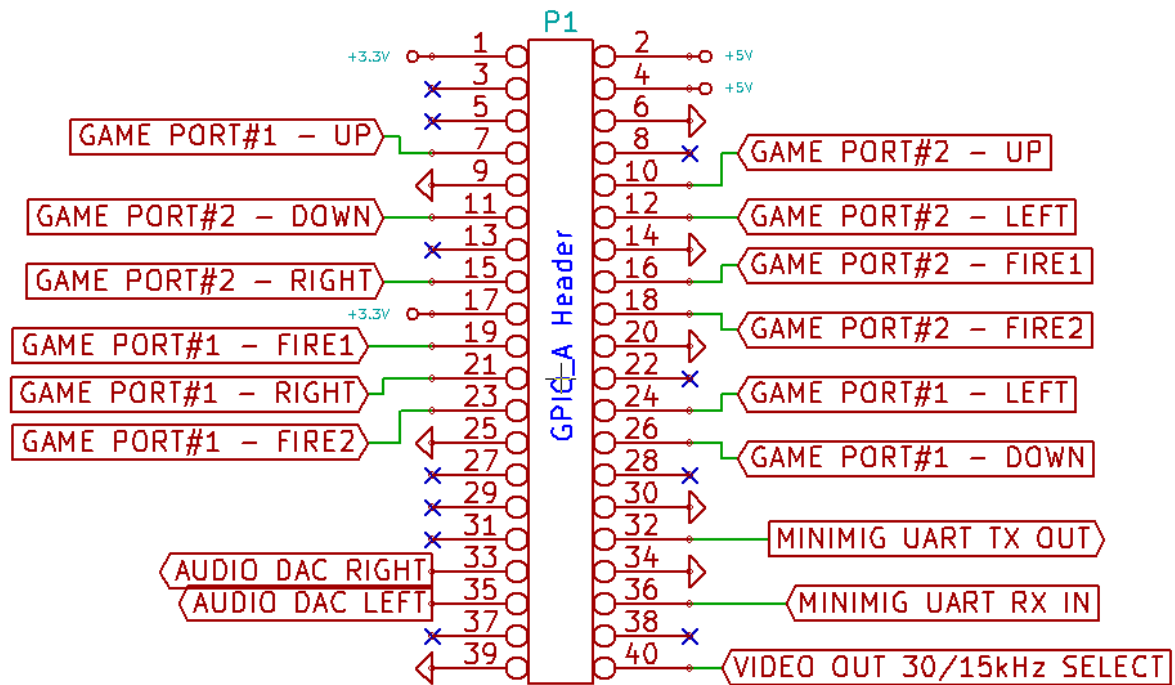 P1
+3.3V 1 2 +5V
3 4 +5V
5 6
GAME PORT#1 - UP 7 8
9 10 GAME PORT#2 - UP
GAME PORT#2 - DOWN 11 12 GAME PORT#2 - LEFT
13 14
GAME PORT#2 - RIGHT 15 16 GAME PORT#2 - FIRE1
+3.3V 17 18 GAME PORT#2 - FIRE2
GAME PORT#1 - FIRE1 19 20
GAME PORT#1 - RIGHT 21 22
GAME PORT#1 - FIRE2 23 24 GAME PORT#1 - LEFT
25 26 GAME PORT#1 - DOWN
27 28
29 30
31 32 MINIMIG UART TX OUT
AUDIO DAC RIGHT 33 34
AUDIO DAC LEFT 35 36 MINIMIG UART RX IN
37 38
39 40 VIDEO OUT 30/15kHz SELECT
GPIO_A Header